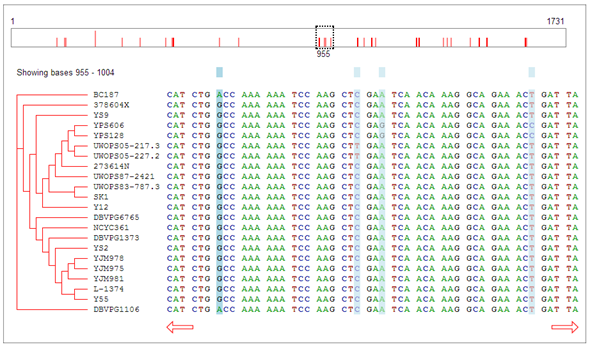 1 1731
955
Showing bases 955 - 1004
BC187 CAT CTG ACC AAA AAA TCC AAG CTC GAA TCA ACA AAG GCA GAA ACT GAT TA
378604X CAT CTG GCC AAA AAA TCC AAG CTC GAA TCA ACA AAG GCA GAA ACT GAT TA
YS9 CAT CTG GCC AAA AAA TCC AAG CTC GAA TCA ACA AAG GCA GAA ACT GAT TA
YPS606 CAT CTG GCC AAA AAA TCC AAG CTC GAG TCA ACA AAG GCA GAA ACC GAT TA
YPS128 CAT CTG GCC AAA AAA TCC AAG CTC GAG TCA ACA AAG GCA GAA ACC GAT TA
UWOPS05-217.3 CAT CTG GCC AAA AAA TCC AAG CTT GAA TCA ACA AAG GCA GAA ACT GAT TA
UWOPS05-227.2 CAT CTG GCC AAA AAA TCC AAG CTT GAA TCA ACA AAG GCA GAA ACT GAT TA
273614N CAT CTG GCC AAA AAA TCC AAG CTC GAA TCA ACA AAG GCA GAA ACT GAT TA
UWOPS87-2421 CAT CTG GCC AAA AAA TCC AAG CTC GAA TCA ACA AAG GCA GAA ACT GAT TA
UWOPS83-787.3 CAT CTG GCC AAA AAA TCC AAG CTC GAA TCA ACA AAG GCA GAA ACT GAT TA
SK1 CAT CTG GCC AAA AAA TCC AAG CTC GAA TCA ACA AAG GCA GAA ACT GAT TA
Y12 CAT CTG GCC AAA AAA TCC AAG CTC GAA TCA ACA AAG GCA GAA ACT GAT TA
DBVPG6765 CAT CTG GCC AAA AAA TCC AAG CTC GAA TCA ACA AAG GCA GAA ACT GAT TA
NCYC361 CAT CTG GCC AAA AAA TCC AAG CTC GAA TCA ACA AAG GCA GAA ACT GAT TA
DBVPG1373 CAT CTG GCC AAA AAA TCC AAG CTC GAA TCA ACA AAG GCA GAA ACT GAT TA
YS2 CAT CTG GCC AAA AAA TCC AAG CTC GAA TCA ACA AAG GCA GAA ACT GAT TA
YJM978 CAT CTG GCC AAA AAA TCC AAG CTC GAA TCA ACA AAG GCA GAA ACT GAT TA
YJM975 CAT CTG GCC AAA AAA TCC AAG CTC GAA TCA ACA AAG GCA GAA ACT GAT TA
YJM981 CAT CTG GCC AAA AAA TCC AAG CTC GAA TCA ACA AAG GCA GAA ACT GAT TA
L-1374 CAT CTG GCC AAA AAA TCC AAG CTC GAA TCA ACA AAG GCA GAA ACT GAT TA
Y55 CAT CTG GCC AAA AAA TCC AAG CTC GAA TCA ACA AAG GCA GAA ACT GAT TA
DBVPG1106 CAT CTG ACC AAA AAA TCC AAG CTC GAA TCA ACA AAG GCA GAA ACT GAT TA